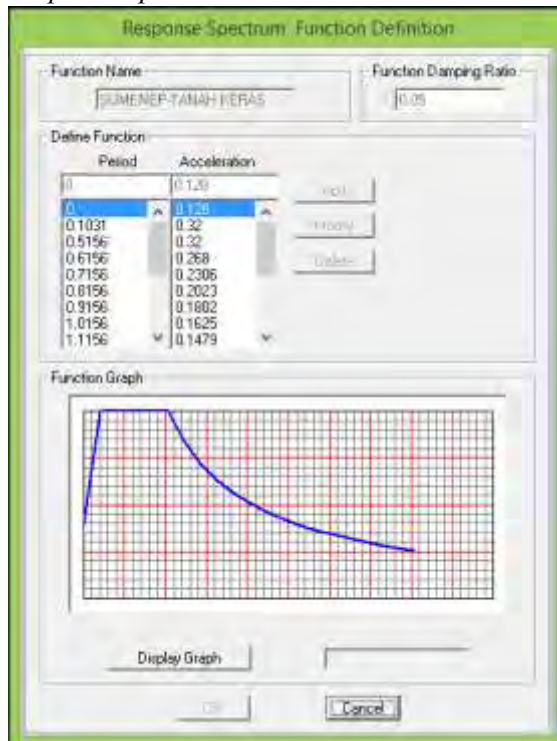 Response Spectrum Function Definition
Function Name
Function Damping Ratio
SUMENEP-TANAH KERAS
0.05
Define Function
Period Acceleration
0. 0.128
Add
0. 0.128
0.1031 0.32
Modify
0.5156 0.32
0.6156 0.268
Delete
0.7156 0.2306
0.8156 0.2023
0.9156 0.1802
1.0156 0.1625
1.1156 0.1479
Function Graph
Display Graph
OK
Cancel